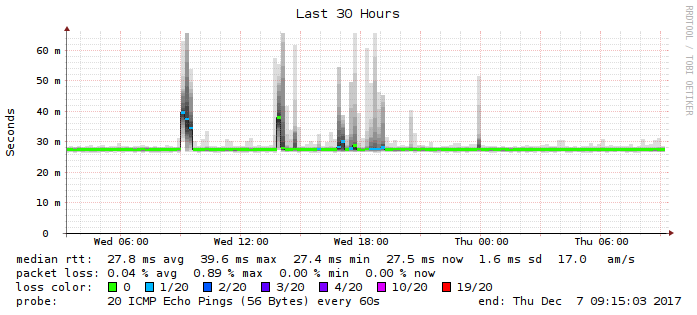 Last 30 Hours
RRDTOOL / TOBI OETIKER
Seconds
60 m
50 m
40 m
30 m
20 m
10 m
0
Wed 06:00 Wed 12:00 Wed 18:00 Thu 00:00 Thu 06:00
median rtt: 27.8 ms avg 39.6 ms max 27.4 ms min 27.5 ms now 1.6 ms sd 17.0 am/s
packet loss: 0.04 % avg 0.89 % max 0.00 % min 0.00 % now
loss color: 0 1/20 2/20 3/20 4/20 10/20 19/20
probe: 20 ICMP Echo Pings (56 Bytes) every 60s end: Thu Dec 7 09:15:03 2017